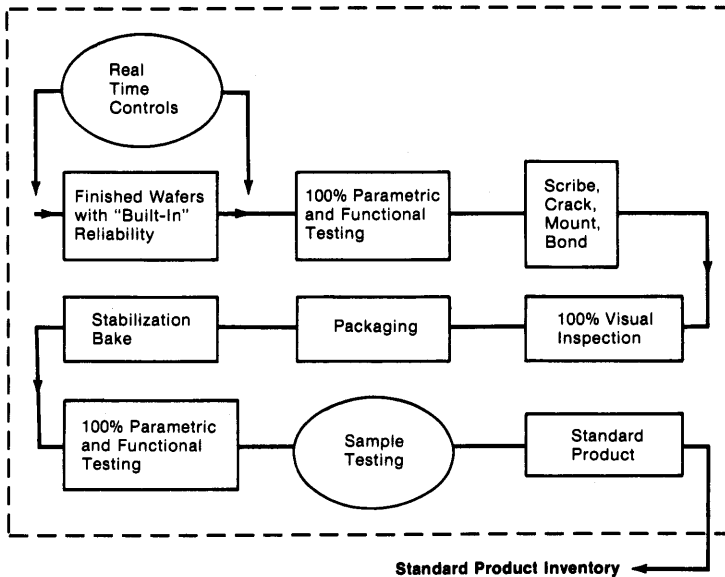 Real
Time
Controls
Finished Wafers
with "Built-In"
Reliability
100% Parametric
and Functional
Testing
Scribe,
Crack,
Mount,
Bond
100% Visual
Inspection
Packaging
Stabilization
Bake
100% Parametric
and Functional
Testing
Sample
Testing
Standard
Product
Standard Product Inventory